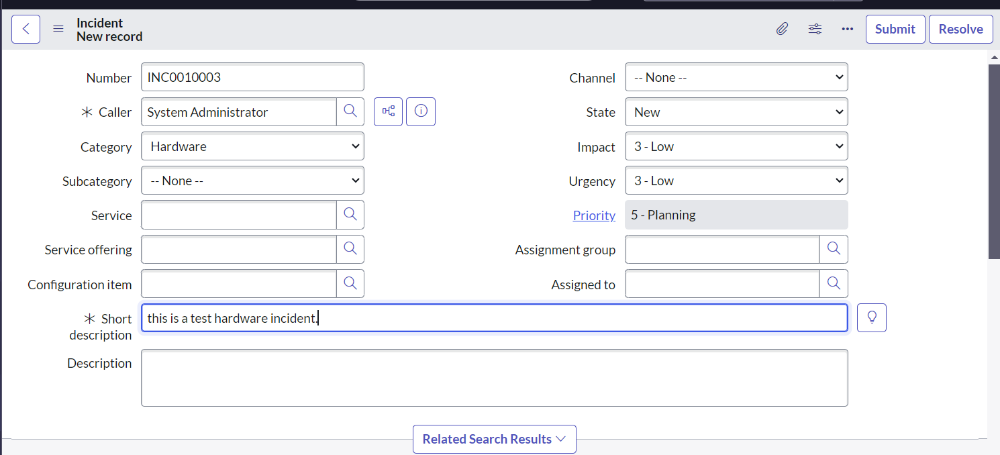 Incident
New record
Submit
Resolve
Number
INC0010003
Channel
-- None --
Caller
System Administrator
State
New
Category
Hardware
Impact
3 - Low
Subcategory
-- None --
Urgency
3 - Low
Service
Priority
5 - Planning
Service offering
Assignment group
Configuration item
Assigned to
Short
description
this is a test hardware incident.
Description
Related Search Results